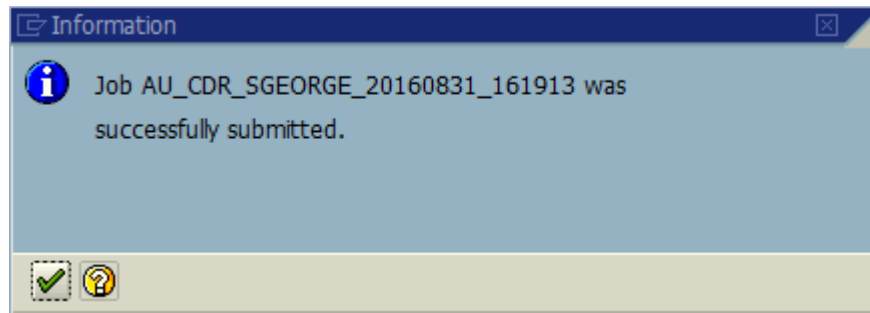 Information
Job AU_CDR_SGEORGE_20160831_161913 was
successfully submitted.